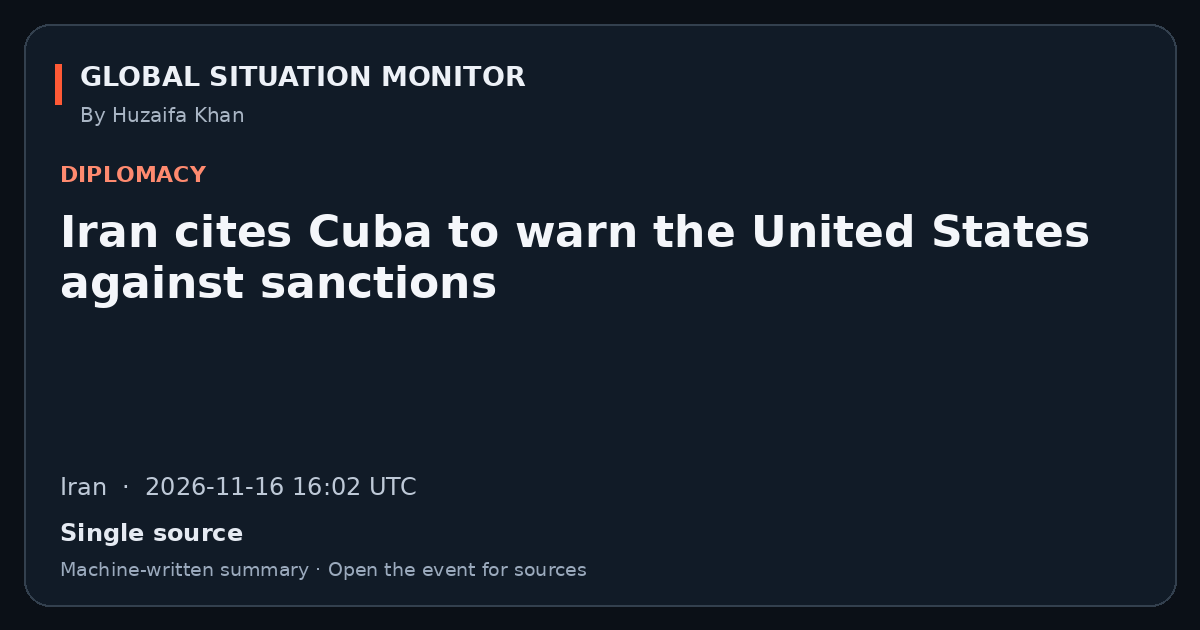 GLOBAL SITUATION MONITOR
By Huzaifa Khan
DIPLOMACY
Iran cites Cuba to warn the United States
against sanctions
Iran · 2026-11-16 16:02 UTC
Single source
Machine-written summary · Open the event for sources